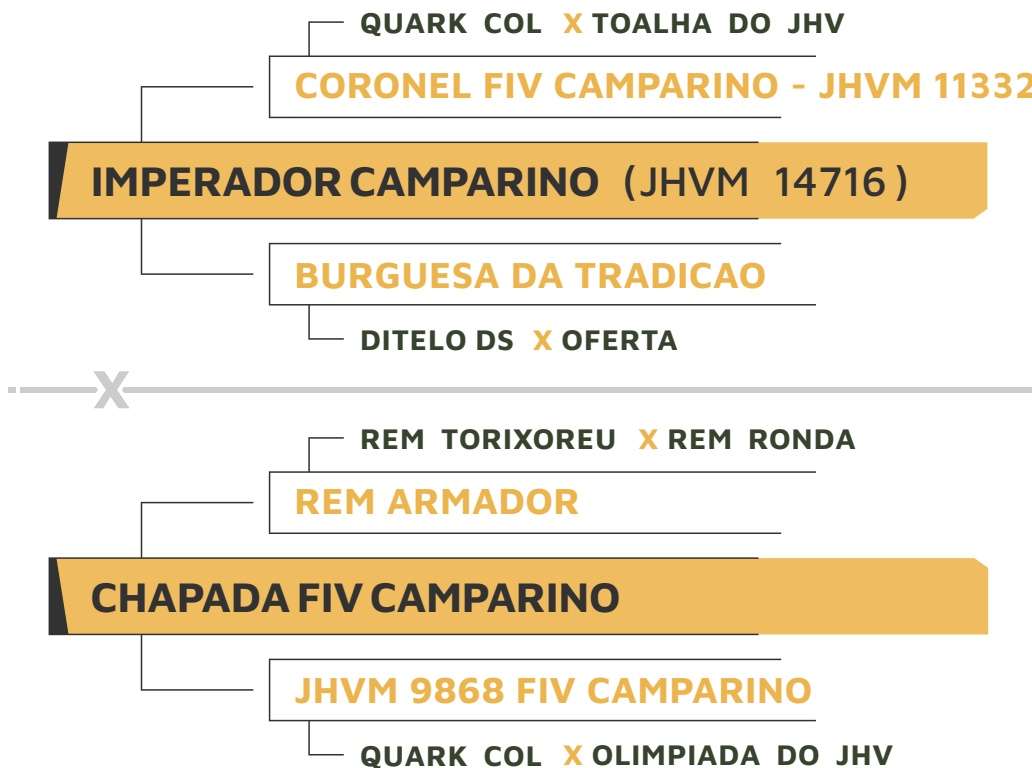 QUARK COL X TOALHA DO JHV
CORONEL FIV CAMPARINO - JHVM 11332
IMPERADOR CAMPARINO (JHVM 14716)
BURGUESA DA TRADICAO
DITELO DS X OFERTA
X
REM TORIXOREU X REM RONDA
REM ARMADOR
CHAPADA FIV CAMPARINO
JHVM 9868 FIV CAMPARINO
QUARK COL X OLIMPIADA DO JHV